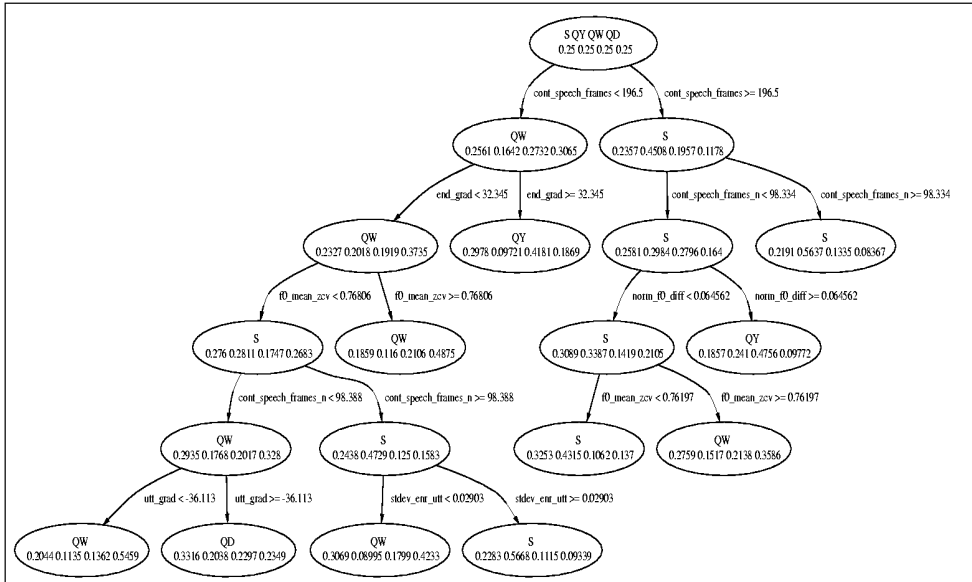 S QY QW QD
0.25 0.25 0.25 0.25
cont_speech_frames < 196.5
cont_speech_frames >= 196.5
QW
0.2561 0.1642 0.2732 0.3065
S
0.2357 0.4508 0.1957 0.1178
end_grad < 32.345
end_grad >= 32.345
cont_speech_frames_n < 98.334
cont_speech_frames_n >= 98.334
QW
0.2327 0.2018 0.1919 0.3735
QY
0.2978 0.09721 0.4181 0.1869
S
0.2581 0.2984 0.2796 0.164
S
0.2191 0.5637 0.1335 0.08367
f0_mean_zcv < 0.76806
f0_mean_zcv >= 0.76806
norm_f0_diff < 0.064562
norm_f0_diff >= 0.064562
S
0.276 0.2811 0.1747 0.2683
QW
0.1859 0.116 0.2106 0.4875
S
0.3089 0.3387 0.1419 0.2105
QY
0.1857 0.241 0.4756 0.09772
cont_speech_frames_n < 98.388
cont_speech_frames_n >= 98.388
f0_mean_zcv < 0.76197
f0_mean_zcv >= 0.76197
QW
0.2935 0.1768 0.2017 0.328
S
0.2438 0.4729 0.125 0.1583
S
0.3253 0.4315 0.1062 0.137
QW
0.2759 0.1517 0.2138 0.3586
utt_grad < -36.113
utt_grad >= -36.113
stdev_enr_utt < 0.02903
stdev_enr_utt >= 0.02903
QW
0.2044 0.1135 0.1362 0.5459
QD
0.3316 0.2038 0.2297 0.2349
QW
0.3069 0.08995 0.1799 0.4233
S
0.2283 0.5668 0.1115 0.09339